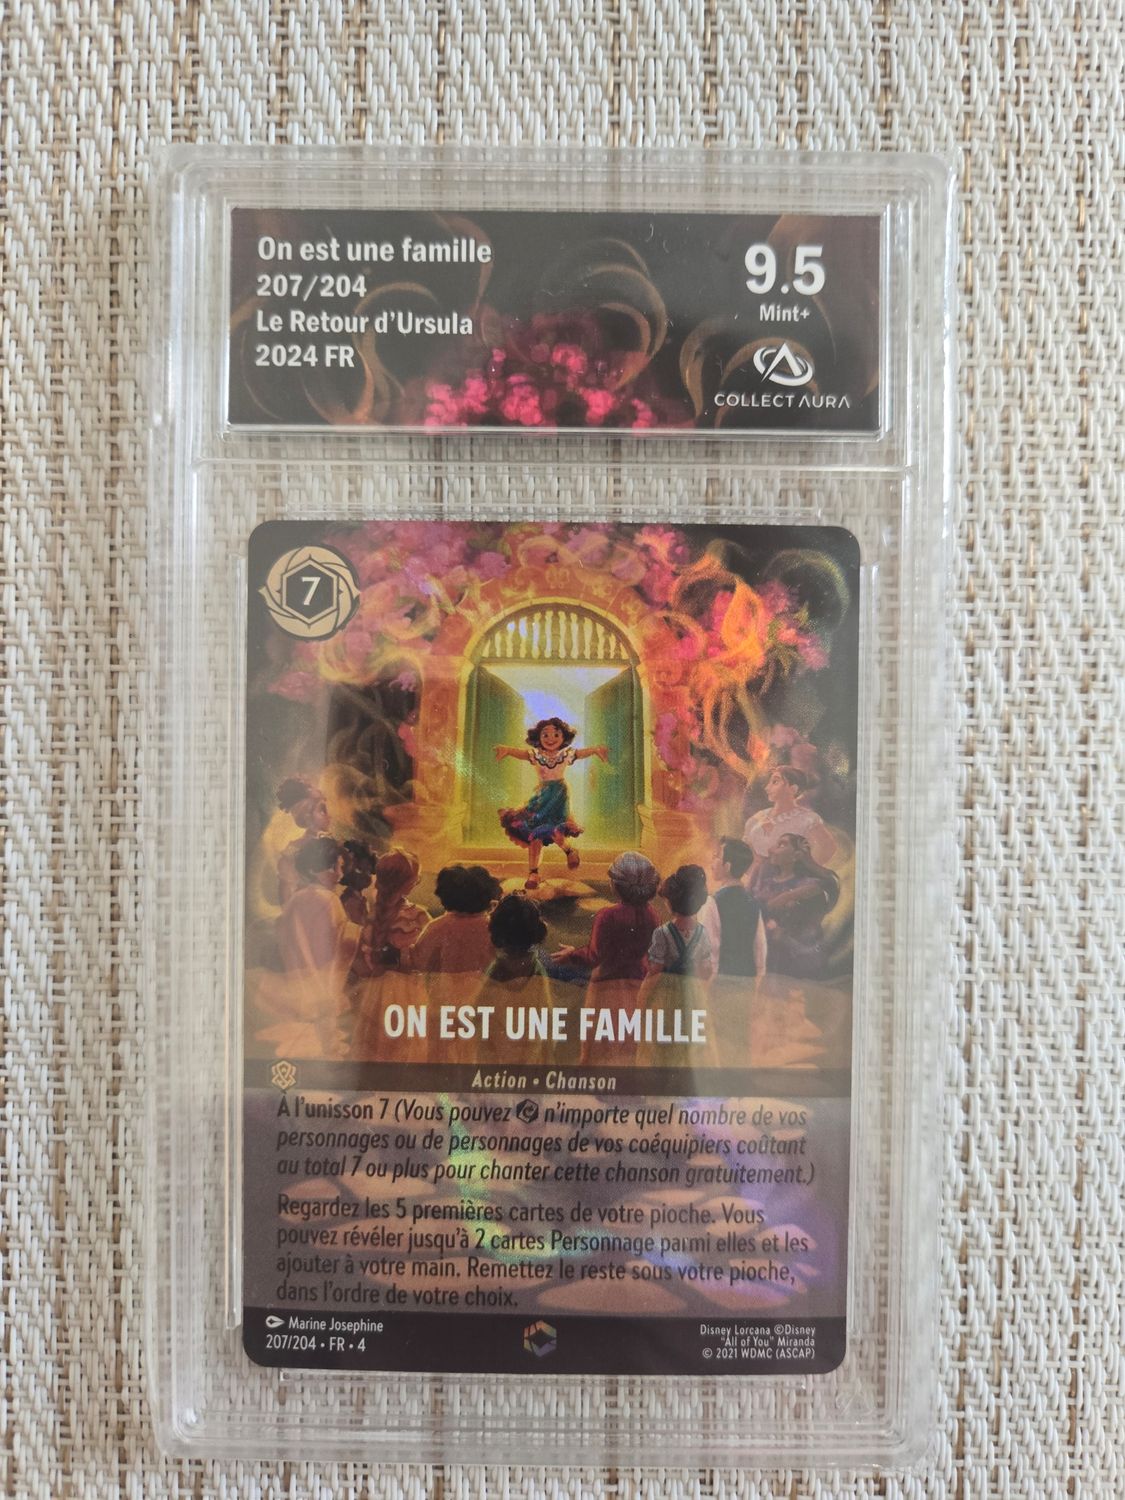 On est une famille
207/204
Le Retour d'Ursula
2024 FR
9.5
Mint+
COLLECT AURA
7
ON EST UNE FAMILLE
Action • Chanson
À l'unisson 7 (Vous pouvez n'importe quel nombre de vos
personnages ou de personnages de vos coéquipiers coûtant
au total 7 ou plus pour chanter cette chanson gratuitement.)
Regardez les 5 premières cartes de votre pioche. Vous
pouvez révéler jusqu'à 2 cartes Personnage parmi elles et les
ajouter à votre main. Remettez le reste sous votre pioche,
dans l'ordre de votre choix.
Marine Josephine
207/204 • FR • 4
Disney Lorcana ©Disney
"All of You" Miranda
© 2021 WDMC (ASCAP)